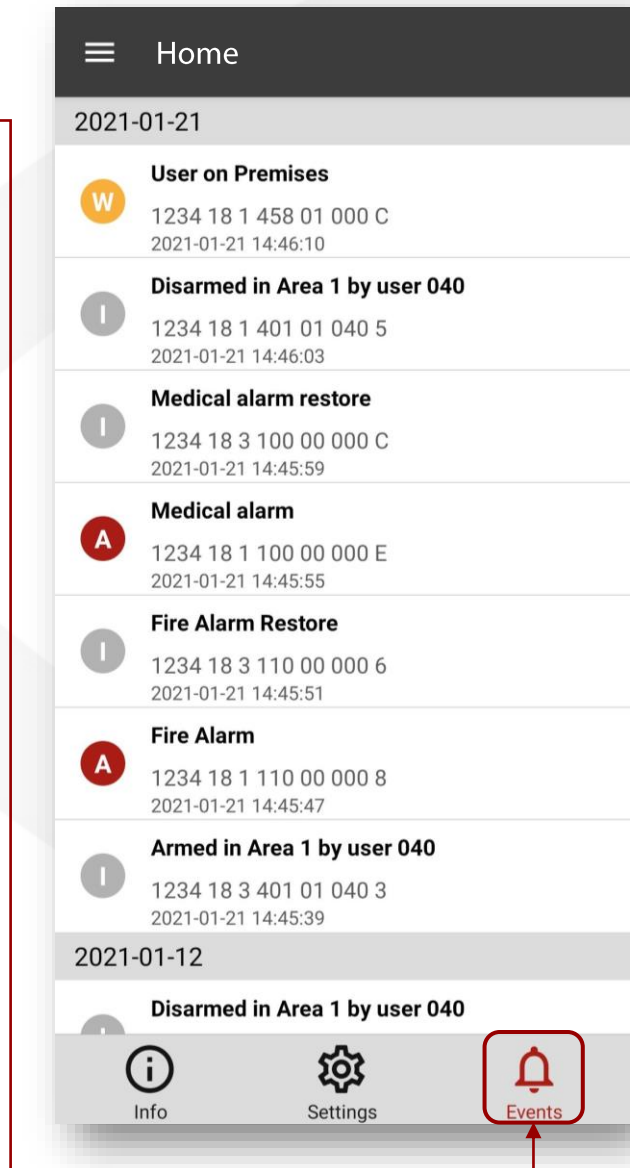 Home
2021-01-21
User on Premises
W
1234 18 1 458 01 000 C
2021-01-21 14:46:10
Disarmed in Area 1 by user 040
I
1234 18 1 401 01 040 5
2021-01-21 14:46:03
Medical alarm restore
I
1234 18 3 100 00 000 C
2021-01-21 14:45:59
Medical alarm
A
1234 18 1 100 00 000 E
2021-01-21 14:45:55
Fire Alarm Restore
I
1234 18 3 110 00 000 6
2021-01-21 14:45:51
Fire Alarm
A
1234 18 1 110 00 000 8
2021-01-21 14:45:47
Armed in Area 1 by user 040
I
1234 18 3 401 01 040 3
2021-01-21 14:45:39
2021-01-12
Disarmed in Area 1 by user 040
I
Info Settings Events